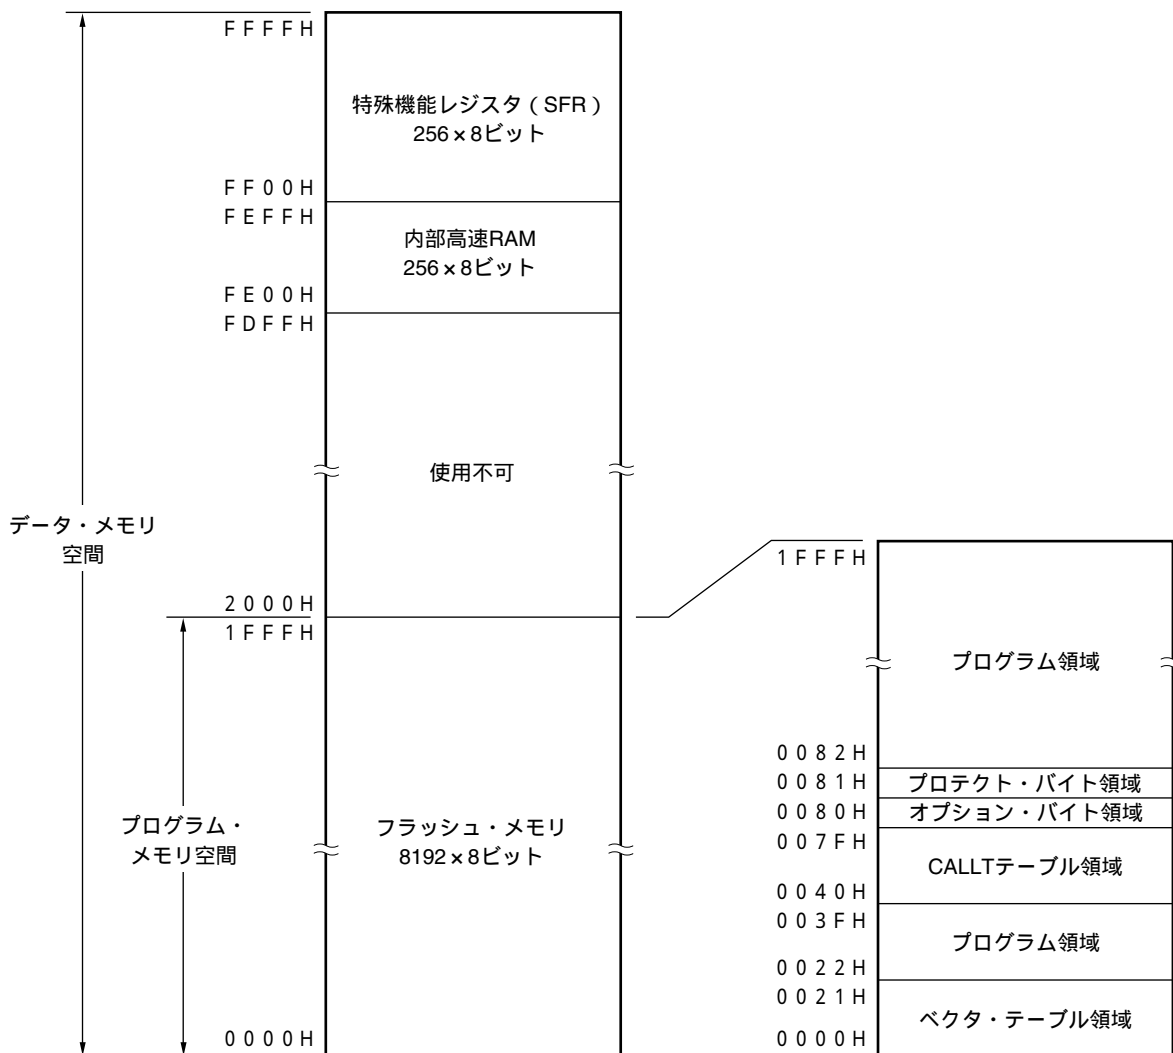 FFFFH
特殊機能レジスタ（SFR）
256×8ビット
FF00H
FEFFH
内部高速RAM
256×8ビット
FE00H
FDFFH
使用不可
データ・メモリ
空間
2000H
1FFFH
プログラム・
メモリ空間
フラッシュ・メモリ
8192×8ビット
0000H
1FFFH
プログラム領域
0082H
0081H
プロテクト・バイト領域
0080H
オプション・バイト領域
007FH
CALLTテーブル領域
0040H
003FH
プログラム領域
0022H
0021H
ベクタ・テーブル領域
0000H